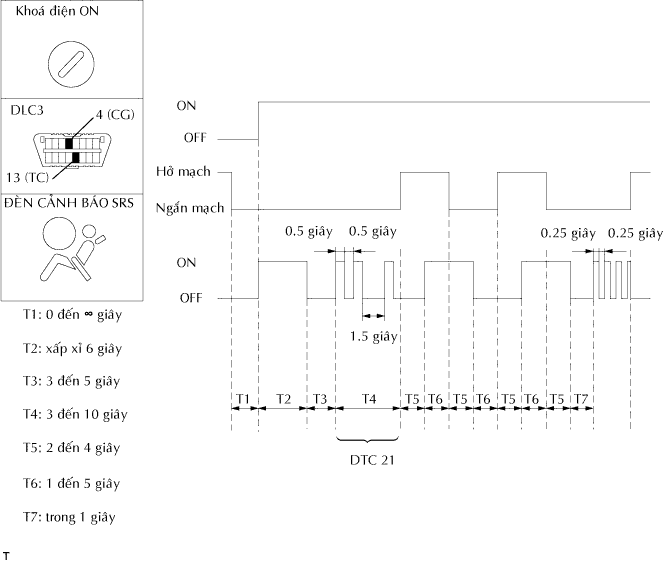 Khoá điện ON
DLC3
4 (CG)
13 (TC)
ĐÈN CẢNH BÁO SRS
ON
OFF
Hở mạch
Ngắn mạch
0.5 giây 0.5 giây
0.25 giây 0.25 giây
ON
OFF
1.5 giây
T1 T2 T3 T4 T5 T6 T5 T6 T5 T6 T5 T7
DTC 21
T1: 0 đến ∞ giây
T2: xấp xỉ 6 giây
T3: 3 đến 5 giây
T4: 3 đến 10 giây
T5: 2 đến 4 giây
T6: 1 đến 5 giây
T7: trong 1 giây
T